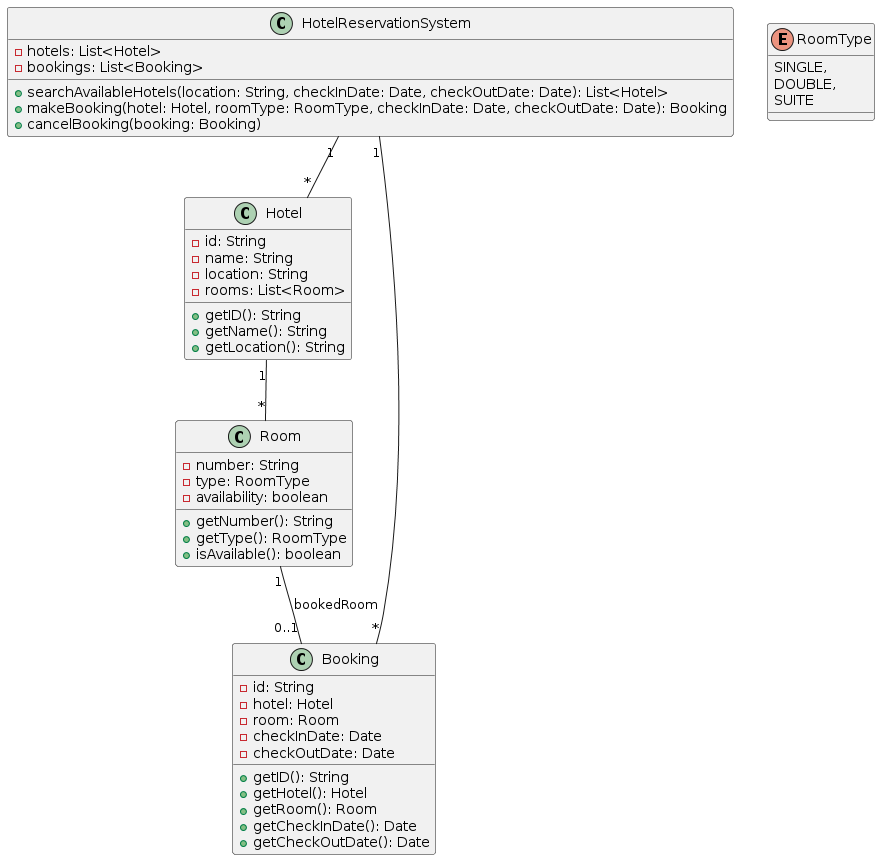 C HotelReservationSystem
hotels: List<Hotel>
bookings: List<Booking>
searchAvailableHotels(location: String, checkInDate: Date, checkOutDate: Date): List<Hotel>
makeBooking(hotel: Hotel, roomType: RoomType, checkInDate: Date, checkOutDate: Date): Booking
cancelBooking(booking: Booking)
E RoomType
SINGLE,
DOUBLE,
SUITE
1
1
*
C Hotel
id: String
name: String
location: String
rooms: List<Room>
getID(): String
getName(): String
getLocation(): String
1
*
C Room
number: String
type: RoomType
availability: boolean
getNumber(): String
getType(): RoomType
isAvailable(): boolean
1
bookedRoom
0..1
*
C Booking
id: String
hotel: Hotel
room: Room
checkInDate: Date
checkOutDate: Date
getID(): String
getHotel(): Hotel
getRoom(): Room
getCheckInDate(): Date
getCheckOutDate(): Date